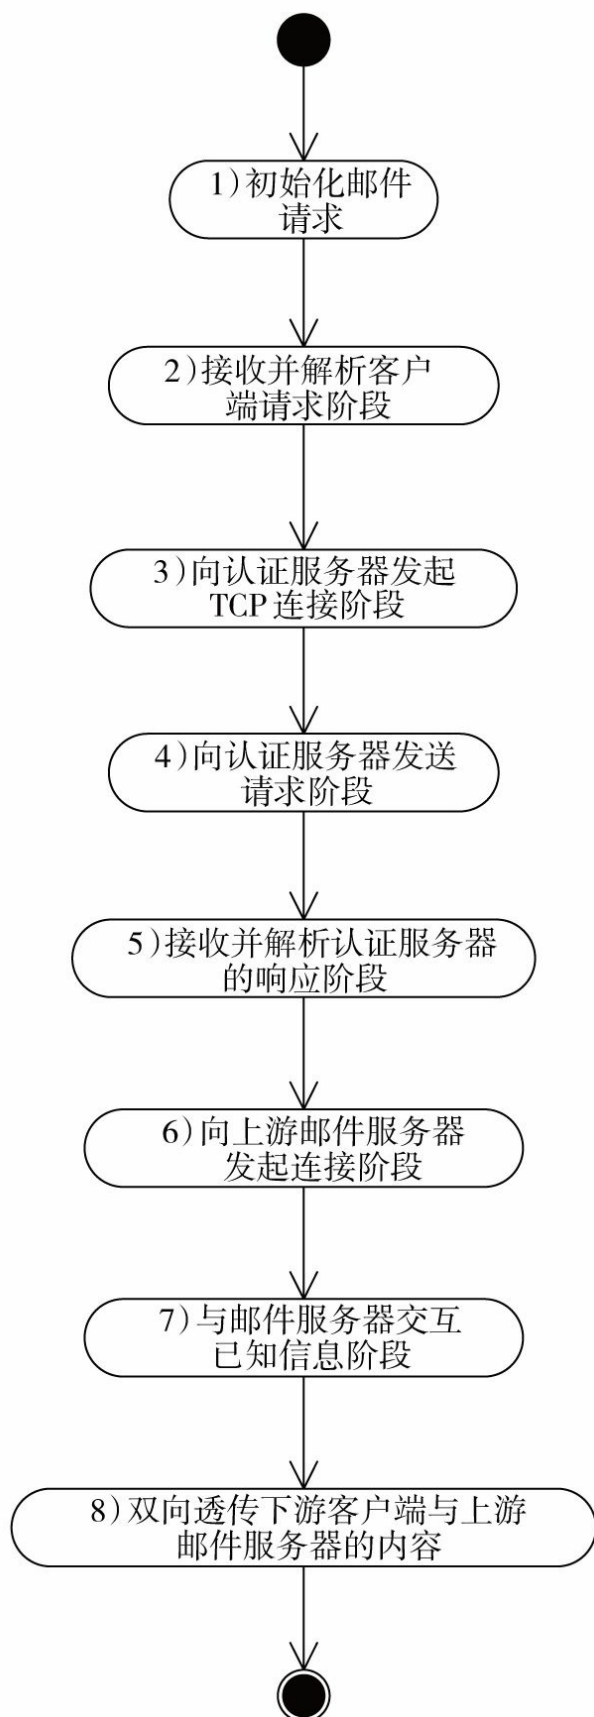 1)初始化邮件
请求
2)接收并解析客户
端请求阶段
3)向认证服务器发起
TCP连接阶段
4)向认证服务器发送
请求阶段
5)接收并解析认证服务器
的响应阶段
6)向上游邮件服务器
发起连接阶段
7)与邮件服务器交互
已知信息阶段
8)双向透传下游客户端与上游
邮件服务器的内容